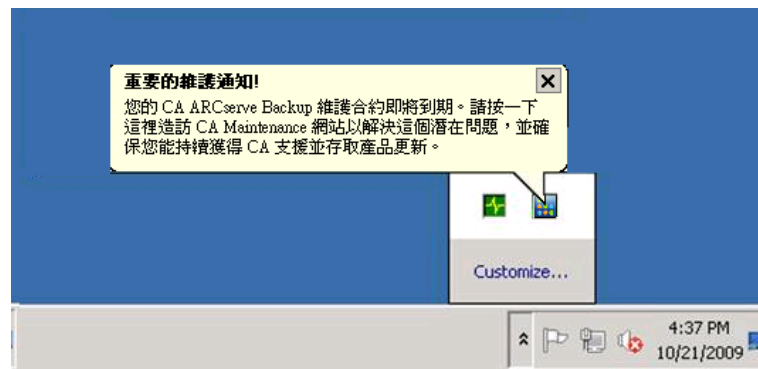 重要的維護通知!
您的 CA ARCserve Backup 維護合約即將到期。請按一下
這裡造訪 CA Maintenance 網站以解決這個潛在問題，並確
保您能持續獲得 CA 支援並存取產品更新。
Customize...
4:37 PM
10/21/2009